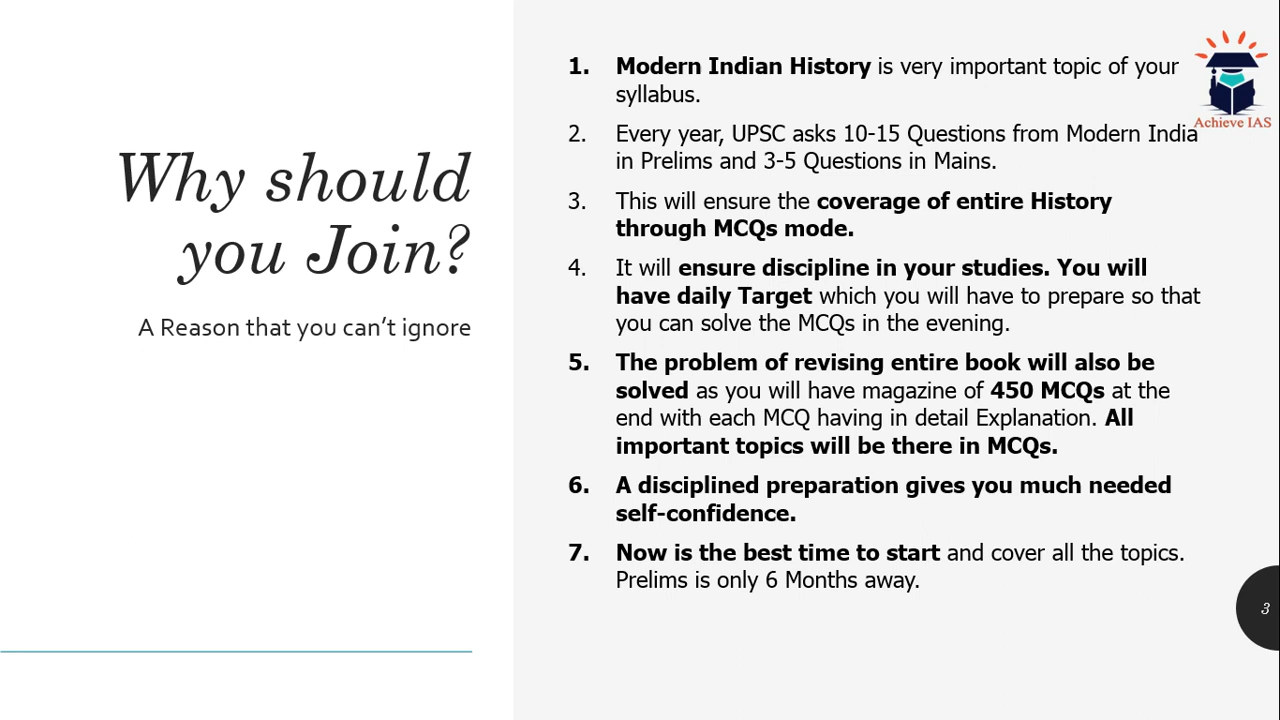 Why should
you Join?
A Reason that you can’t ignore
1. Modern Indian History is very important topic of your
syllabus.
2. Every year, UPSC asks 10-15 Questions from Modern India
in Prelims and 3-5 Questions in Mains.
3. This will ensure the coverage of entire History
through MCQs mode.
4. It will ensure discipline in your studies. You will
have daily Target which you will have to prepare so that
you can solve the MCQs in the evening.
5. The problem of revising entire book will also be
solved as you will have magazine of 450 MCQs at the
end with each MCQ having in detail Explanation. All
important topics will be there in MCQs.
6. A disciplined preparation gives you much needed
self-confidence.
7. Now is the best time to start and cover all the topics.
Prelims is only 6 Months away.
Achieve IAS
3